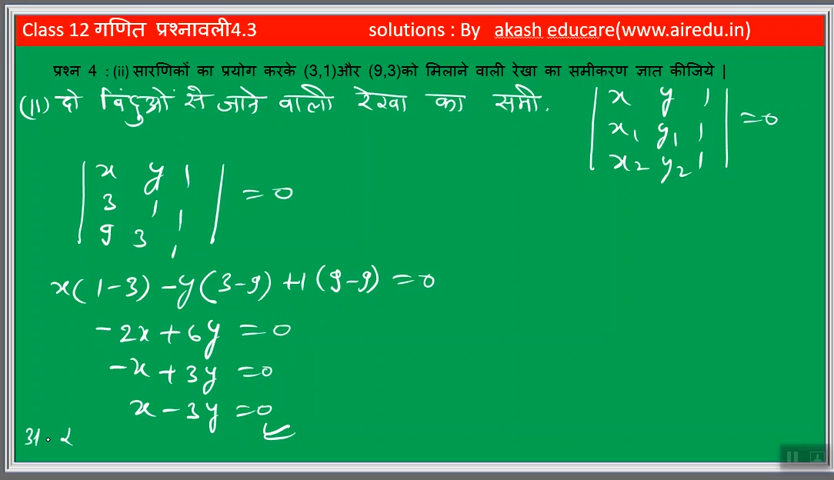 Class 12 गणित प्रश्नावली4.3 solutions : By akash educare(www.airedu.in)
प्रश्न 4 : (ii) सारणिकों का प्रयोग करके (3,1)और (9,3)को मिलाने वाली रेखा का समीकरण ज्ञात कीजिये |
(11) दो बिंदुओं से जाने वाली रेखा का समी.
| x y 1 |
| x₁ y₁ 1 | = 0
| x₂ y₂ 1 |
| x y 1 |
| 3 1 1 | = 0
| 9 3 1 |
x(1-3) -y(3-9) +1(9-9) = 0
-2x + 6y = 0
-x + 3y = 0
x - 3y = 0